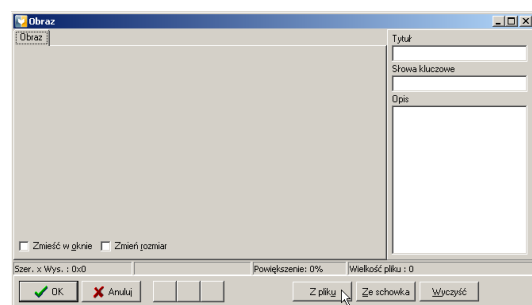 Obraz
Obraz
Tytuł
Słowa kluczowe
Opis
Zmieść w oknie Zmień rozmiar
Szer. x Wys. : 0x0 Powiększenie: 0% Wielkość pliku : 0
OK Anuluj Z pliku Ze schowka Wyczyść